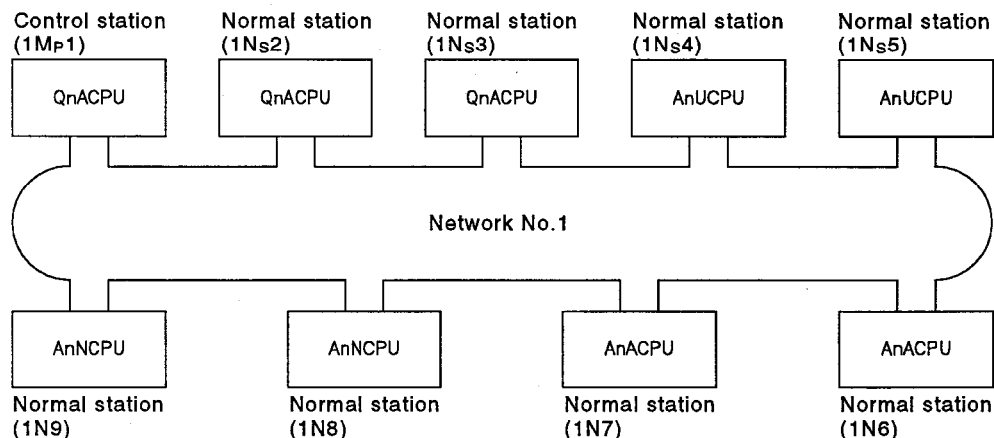 Control station
(1MP1)
Normal station
(1NS2)
Normal station
(1NS3)
Normal station
(1NS4)
Normal station
(1NS5)
QnACPU
QnACPU
QnACPU
AnUCPU
AnUCPU
Network No.1
AnNCPU
AnNCPU
AnACPU
AnACPU
Normal station
(1N9)
Normal station
(1N8)
Normal station
(1N7)
Normal station
(1N6)